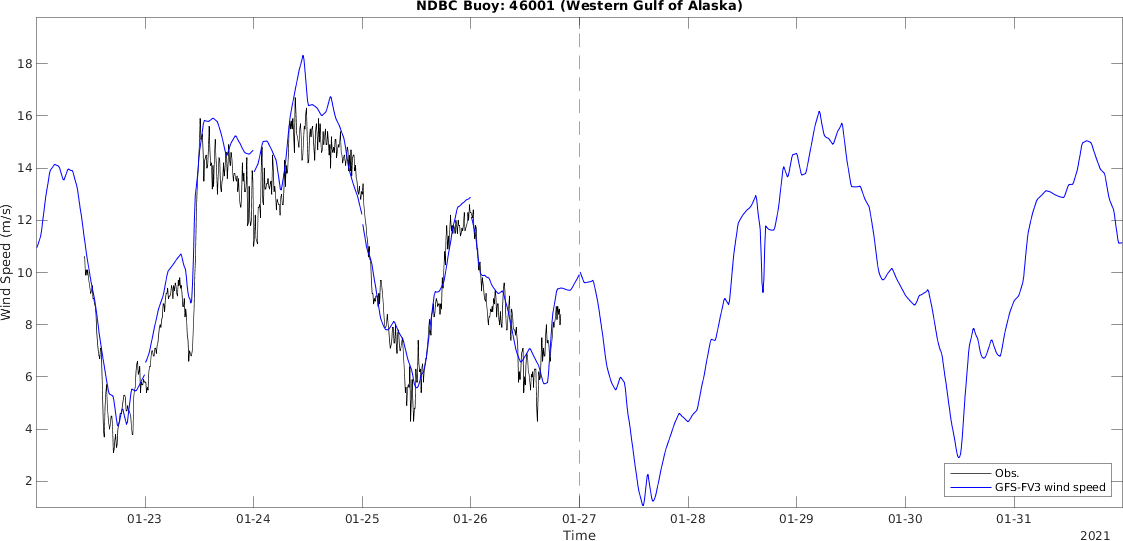 NDBC Buoy: 46001 (Western Gulf of Alaska)
18
16
14
12
10
8
6
4
2
Wind Speed (m/s)
Obs.
GFS-FV3 wind speed
01-23 01-24 01-25 01-26 01-27 01-28 01-29 01-30 01-31
Time
2021